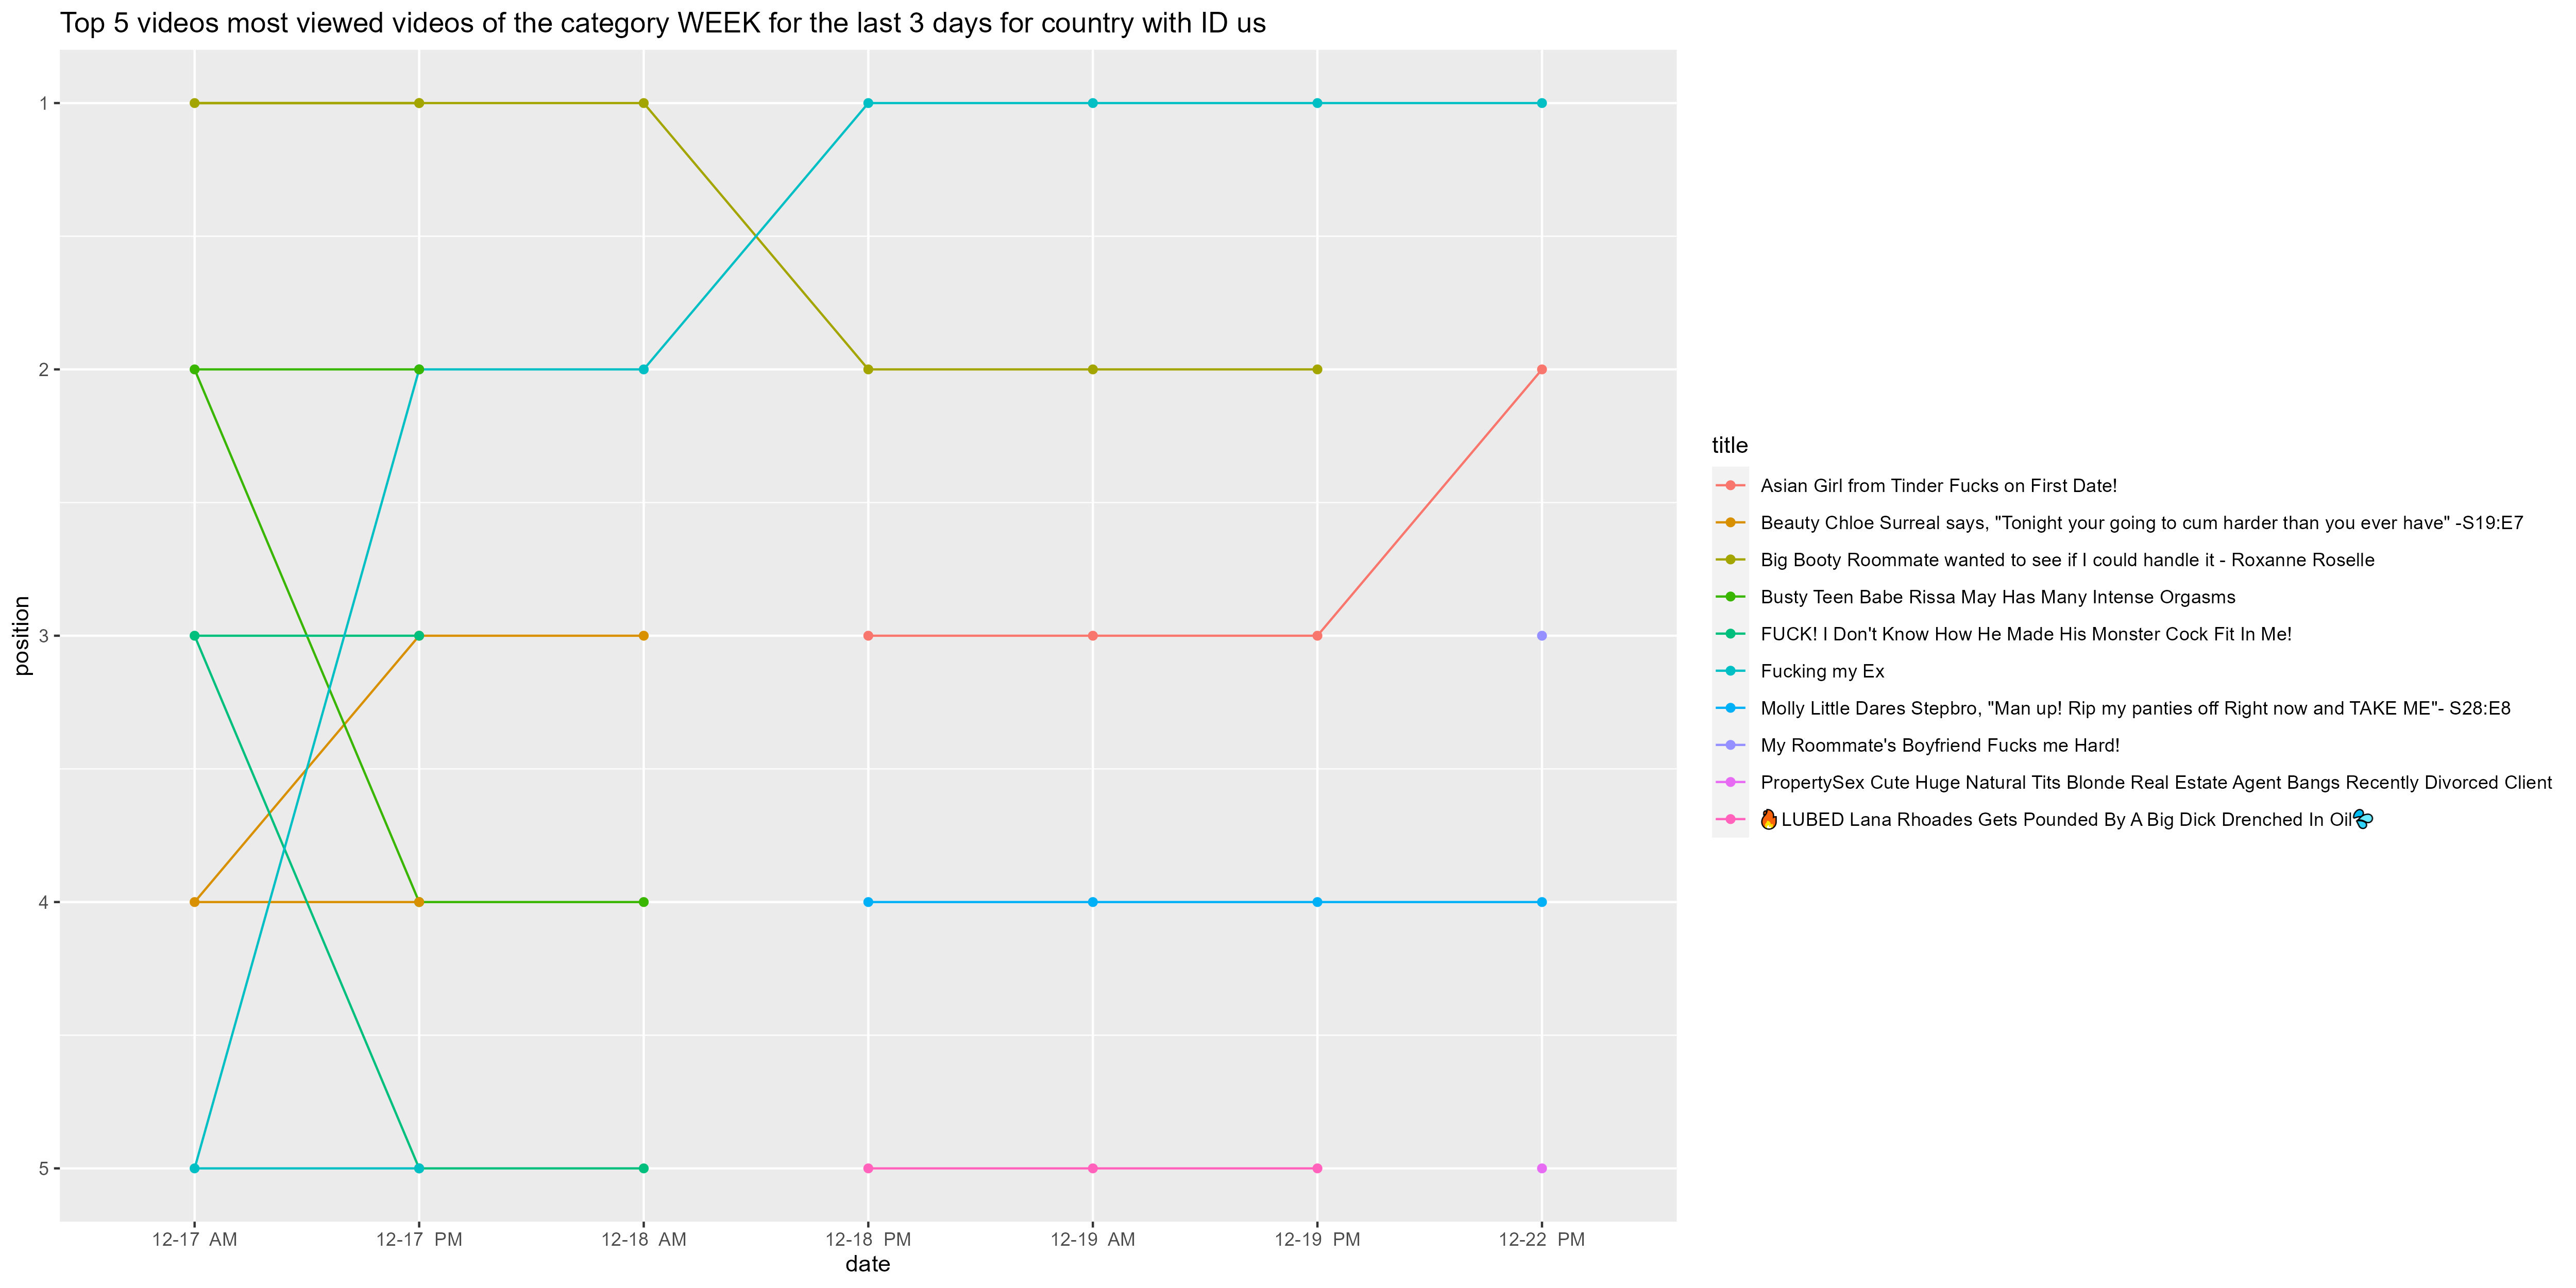 Top 5 videos most viewed videos of the category WEEK for the last 3 days for country with ID us
position
1
2
3
4
5
12-17 AM
12-17 PM
12-18 AM
12-18 PM
12-19 AM
12-19 PM
12-22 PM
date
title
Asian Girl from Tinder Fucks on First Date!
Beauty Chloe Surreal says, "Tonight your going to cum harder than you ever have" -S19:E7
Big Booty Roommate wanted to see if I could handle it - Roxanne Roselle
Busty Teen Babe Rissa May Has Many Intense Orgasms
FUCK! I Don't Know How He Made His Monster Cock Fit In Me!
Fucking my Ex
Molly Little Dares Stepbro, "Man up! Rip my panties off Right now and TAKE ME"- S28:E8
My Roommate's Boyfriend Fucks me Hard!
PropertySex Cute Huge Natural Tits Blonde Real Estate Agent Bangs Recently Divorced Client
🔥LUBED Lana Rhoades Gets Pounded By A Big Dick Drenched In Oil💦